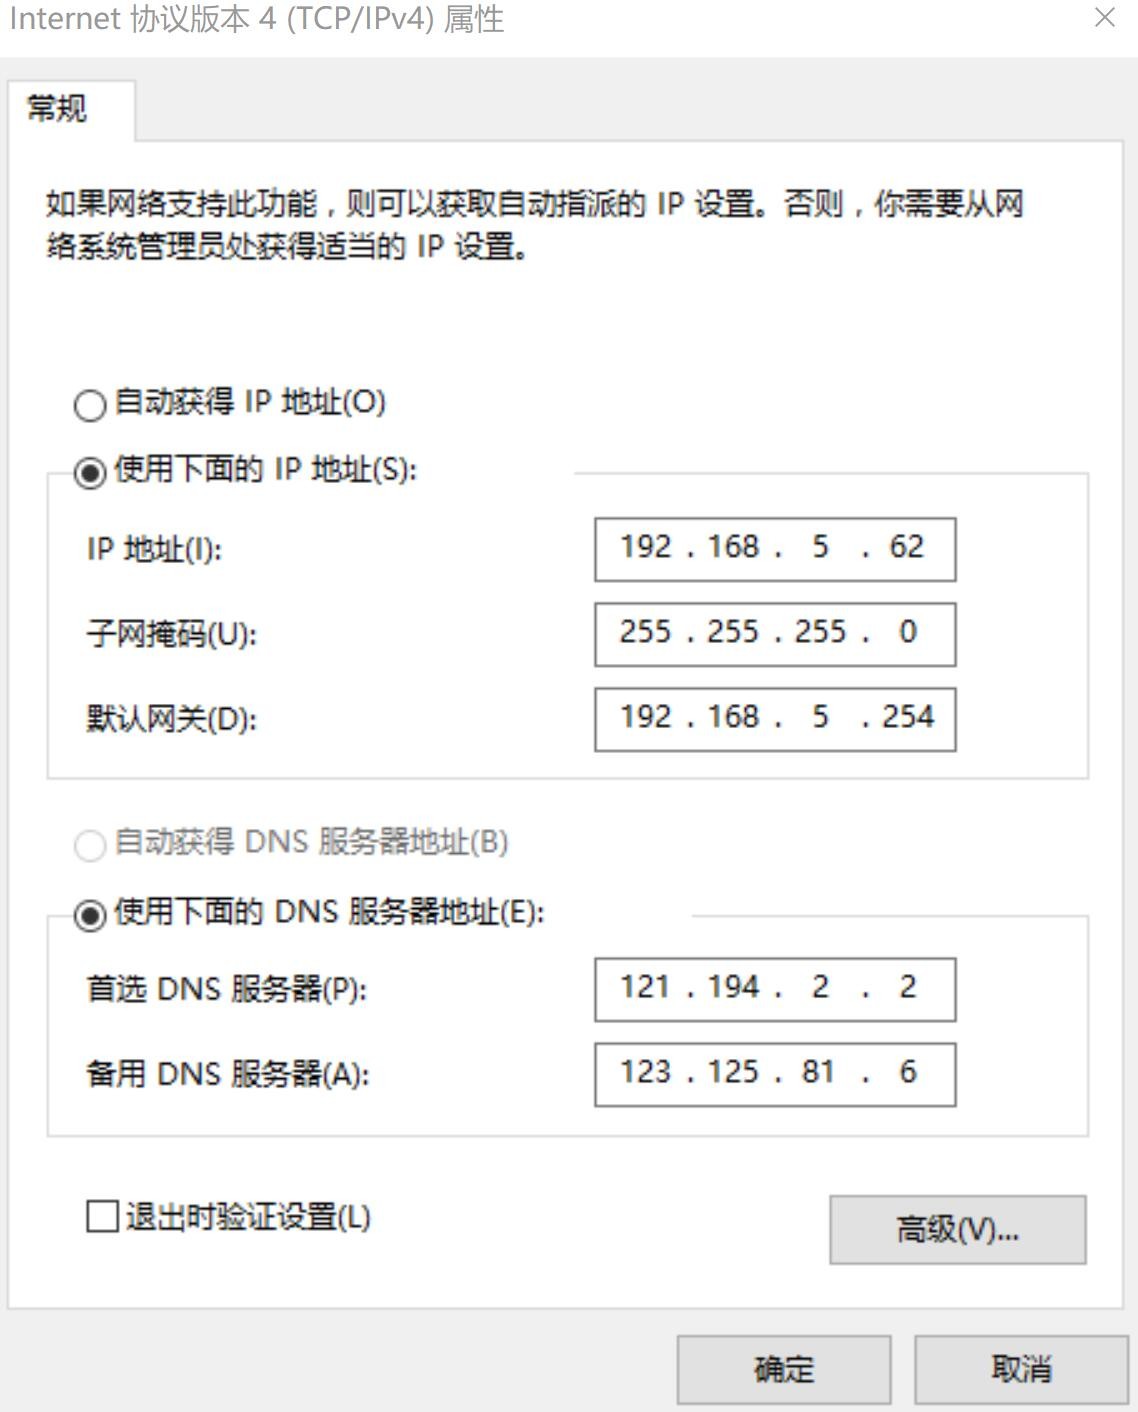 Internet 协议版本 4 (TCP/IPv4) 属性
常规
如果网络支持此功能，则可以获取自动指派的 IP 设置。否则，你需要从网
络系统管理员处获得适当的 IP 设置。
自动获得 IP 地址(O)
使用下面的 IP 地址(S):
IP 地址(I): 192 . 168 . 5 . 62
子网掩码(U): 255 . 255 . 255 . 0
默认网关(D): 192 . 168 . 5 . 254
自动获得 DNS 服务器地址(B)
使用下面的 DNS 服务器地址(E):
首选 DNS 服务器(P): 121 . 194 . 2 . 2
备用 DNS 服务器(A): 123 . 125 . 81 . 6
退出时验证设置(L)
高级(V)...
确定 取消